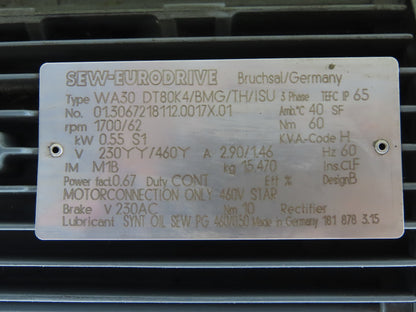 SEW-EURODRIVE Bruchsal/Germany
Type WA30 DT80K4/BMG/TH/ISU 3 Phase TEFC IP 65
No 01.3067218112.0017X.01 Amb.°C 40 SF
rpm 1700/62 Nm 60
kW 0.55 S1 KVA-Code H
V 230YY/460Y A 2.90/1.46 Hz 60
IM M1B kg 15.470 Ins.Cl.F
Power fact 0.67 Duty CONT Eff % Design B
MOTORCONNECTION ONLY 460V STAR
Brake V 230AC Nm 10 Rectifier
Lubricant SYNT OIL SEW PG 460/0.50 Made in Germany 181 878 3.15